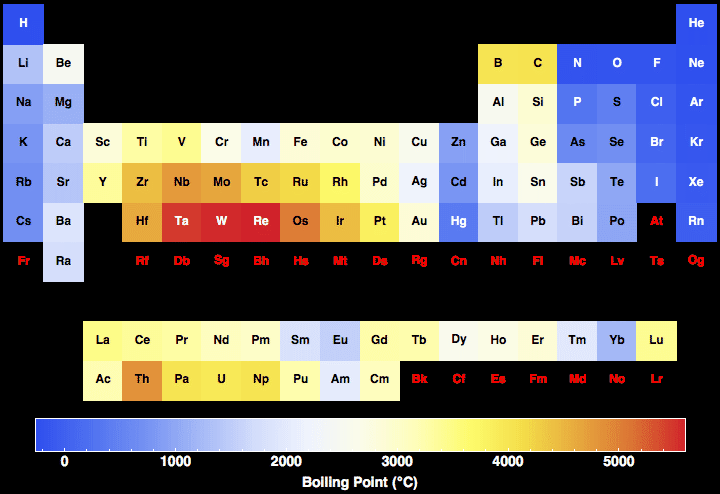 H He
Li Be B C N O F Ne
Na Mg Al Si P S Cl Ar
K Ca Sc Ti V Cr Mn Fe Co Ni Cu Zn Ga Ge As Se Br Kr
Rb Sr Y Zr Nb Mo Tc Ru Rh Pd Ag Cd In Sn Sb Te I Xe
Cs Ba Hf Ta W Re Os Ir Pt Au Hg Tl Pb Bi Po At Rn
Fr Ra Rf Db Sg Bh Hs Mt Ds Rg Cn Nh Fl Mc Lv Ts Og
La Ce Pr Nd Pm Sm Eu Gd Tb Dy Ho Er Tm Yb Lu
Ac Th Pa U Np Pu Am Cm Bk Cf Es Fm Md No Lr
0 1000 2000 3000 4000 5000
Boiling Point (°C)